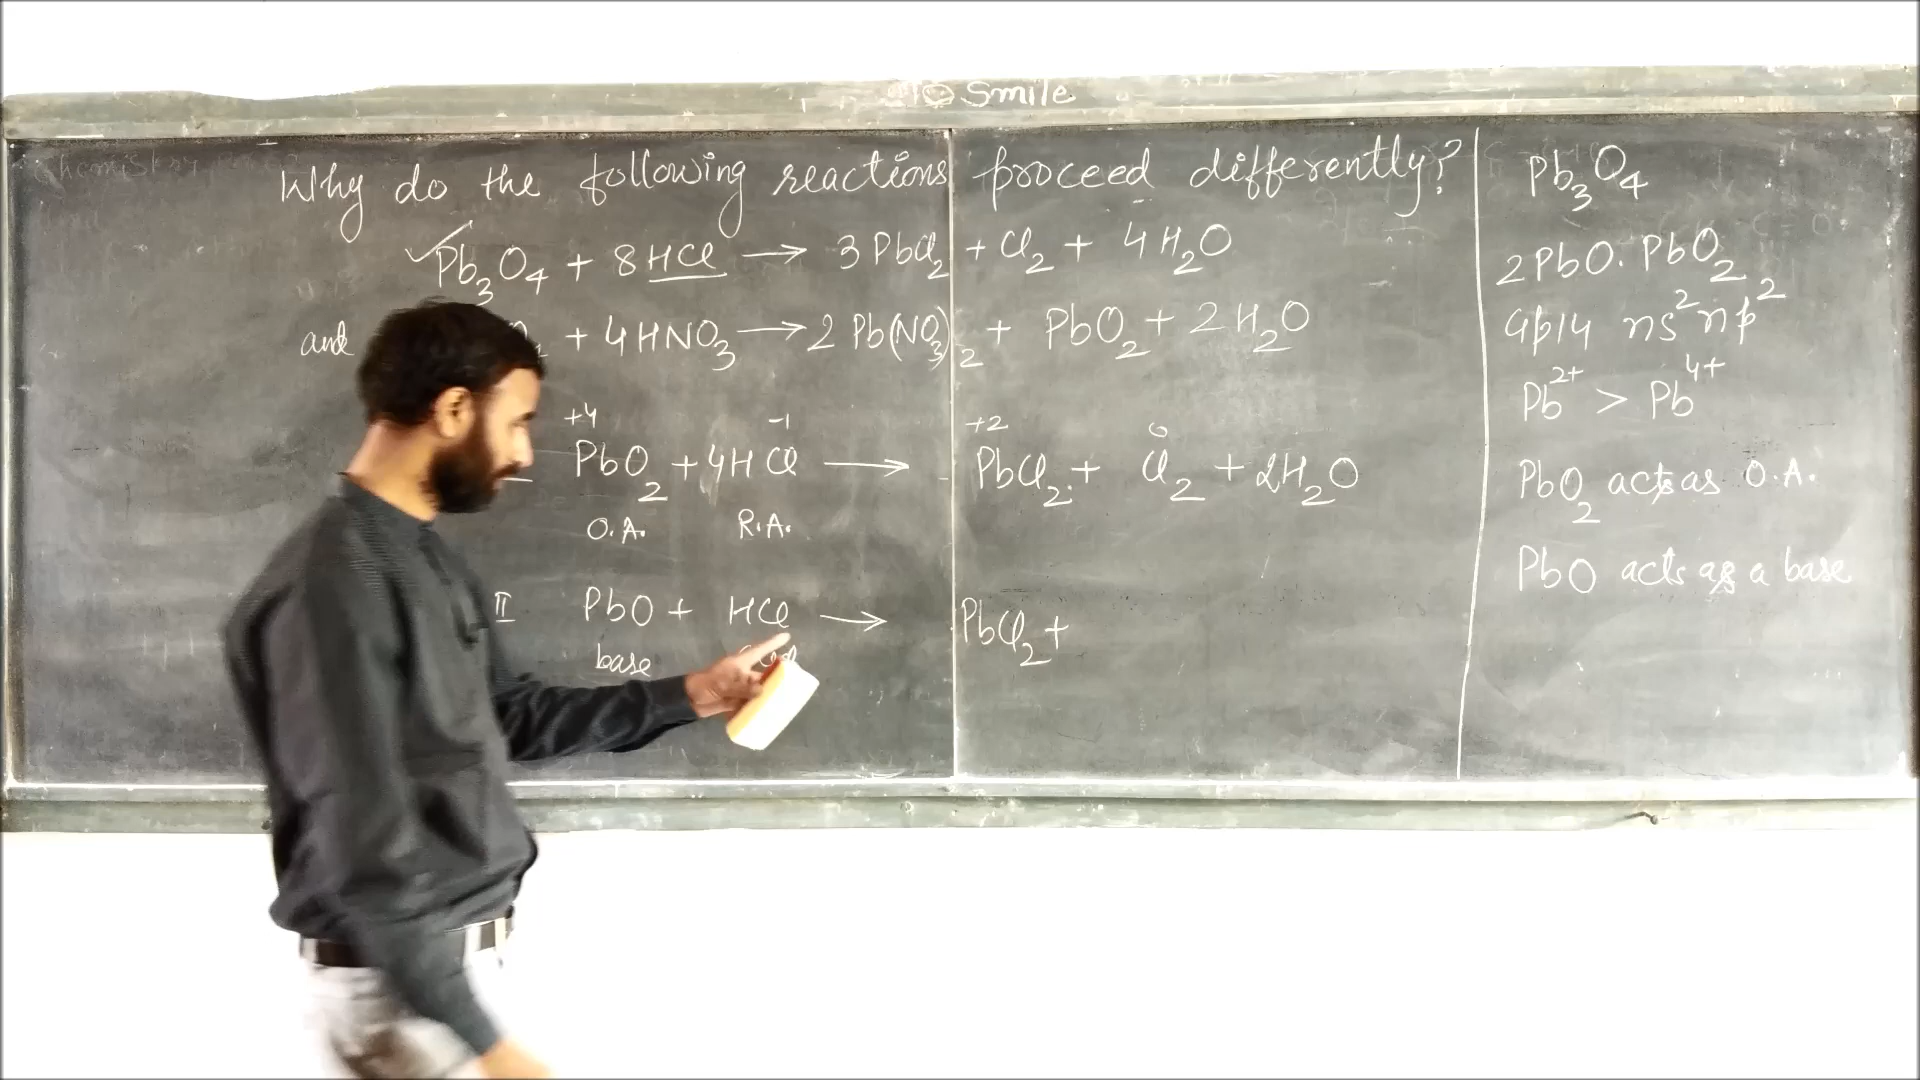 Smile
Why do the following reactions proceed differently?
Pb₃O₄ + 8HCl → 3PbCl₂ + Cl₂ + 4H₂O
and + 4HNO₃ → 2Pb(NO₃)₂ + PbO₂ + 2H₂O
+4 -1 +2 0
PbO₂ + 4HCl → PbCl₂ + Cl₂ + 2H₂O
O.A. R.A.
II PbO + HCl → PbCl₂ +
base
Pb₃O₄
2PbO.PbO₂
Gp14 ns²np²
Pb²⁺ > Pb⁴⁺
PbO₂ acts as O.A.
PbO acts as a base